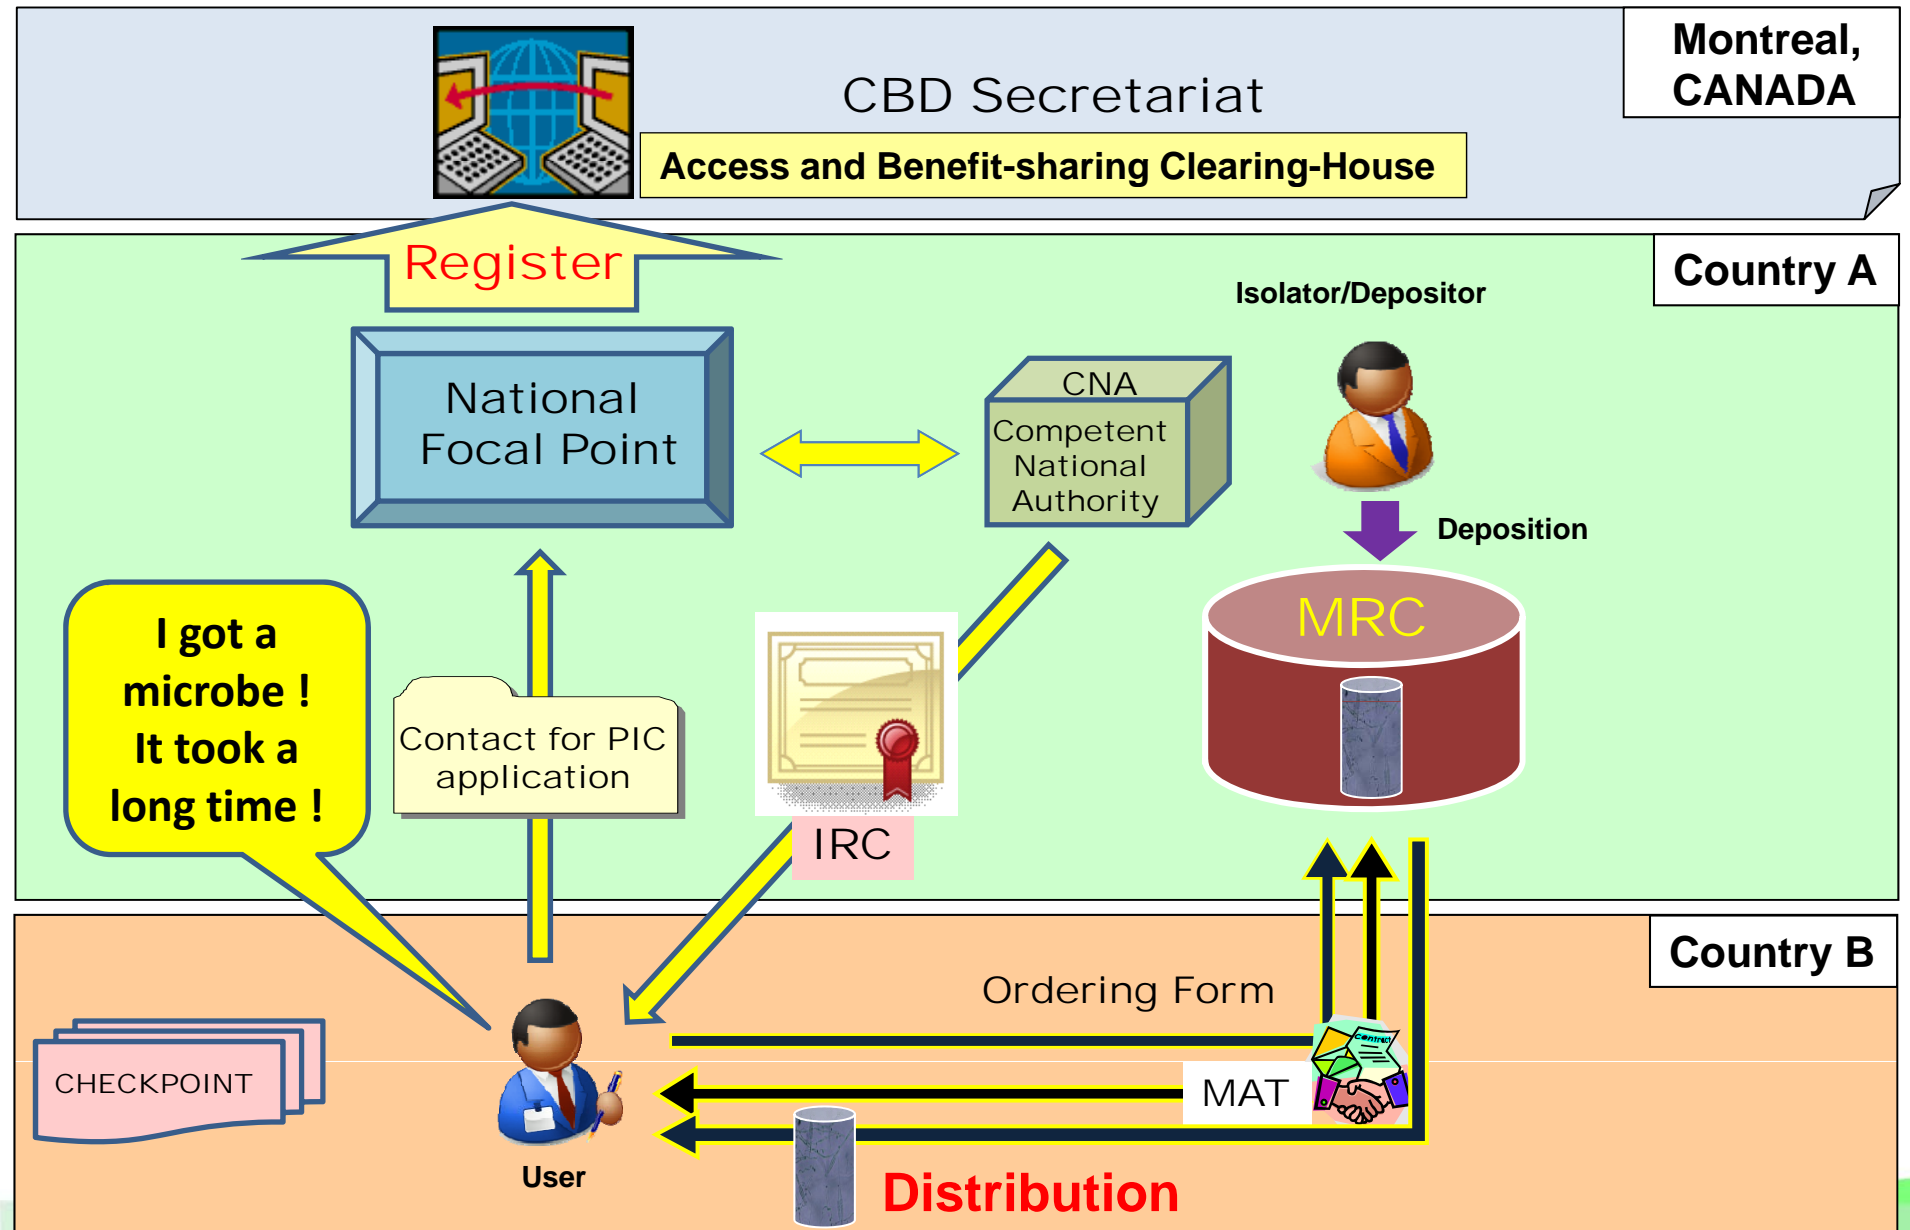 Montreal,
CANADA
CBD Secretariat
Access and Benefit-sharing Clearing-House
Register
Country A
Isolator/Depositor
National
Focal Point
CNA
Competent
National
Authority
Deposition
MRC
I got a
microbe !
It took a
long time !
Contact for PIC
application
IRC
Country B
Ordering Form
Contract
CHECKPOINT
MAT
User
Distribution